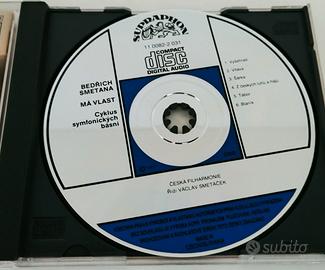 SUPRAPHON
11 0082-2 031
COMPACT
disc
DIGITAL AUDIO
BEDŘICH
SMETANA
MÁ VLAST
Cyklus
symfonických
básní
1. Vyšehrad
2. Vltava
3. Šárka
4. Z českých luhů a hájů
5. Tábor
6. Blaník
ČESKÁ FILHARMONIE
Řídí VÁCLAV SMETÁČEK
subito